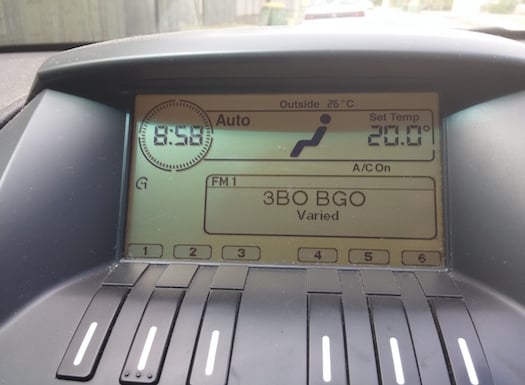 Outside 26°C
8:58
Auto
Set Temp
20.0°
A/C On
FM 1
3BO BGO
Varied
1 2 3 4 5 6